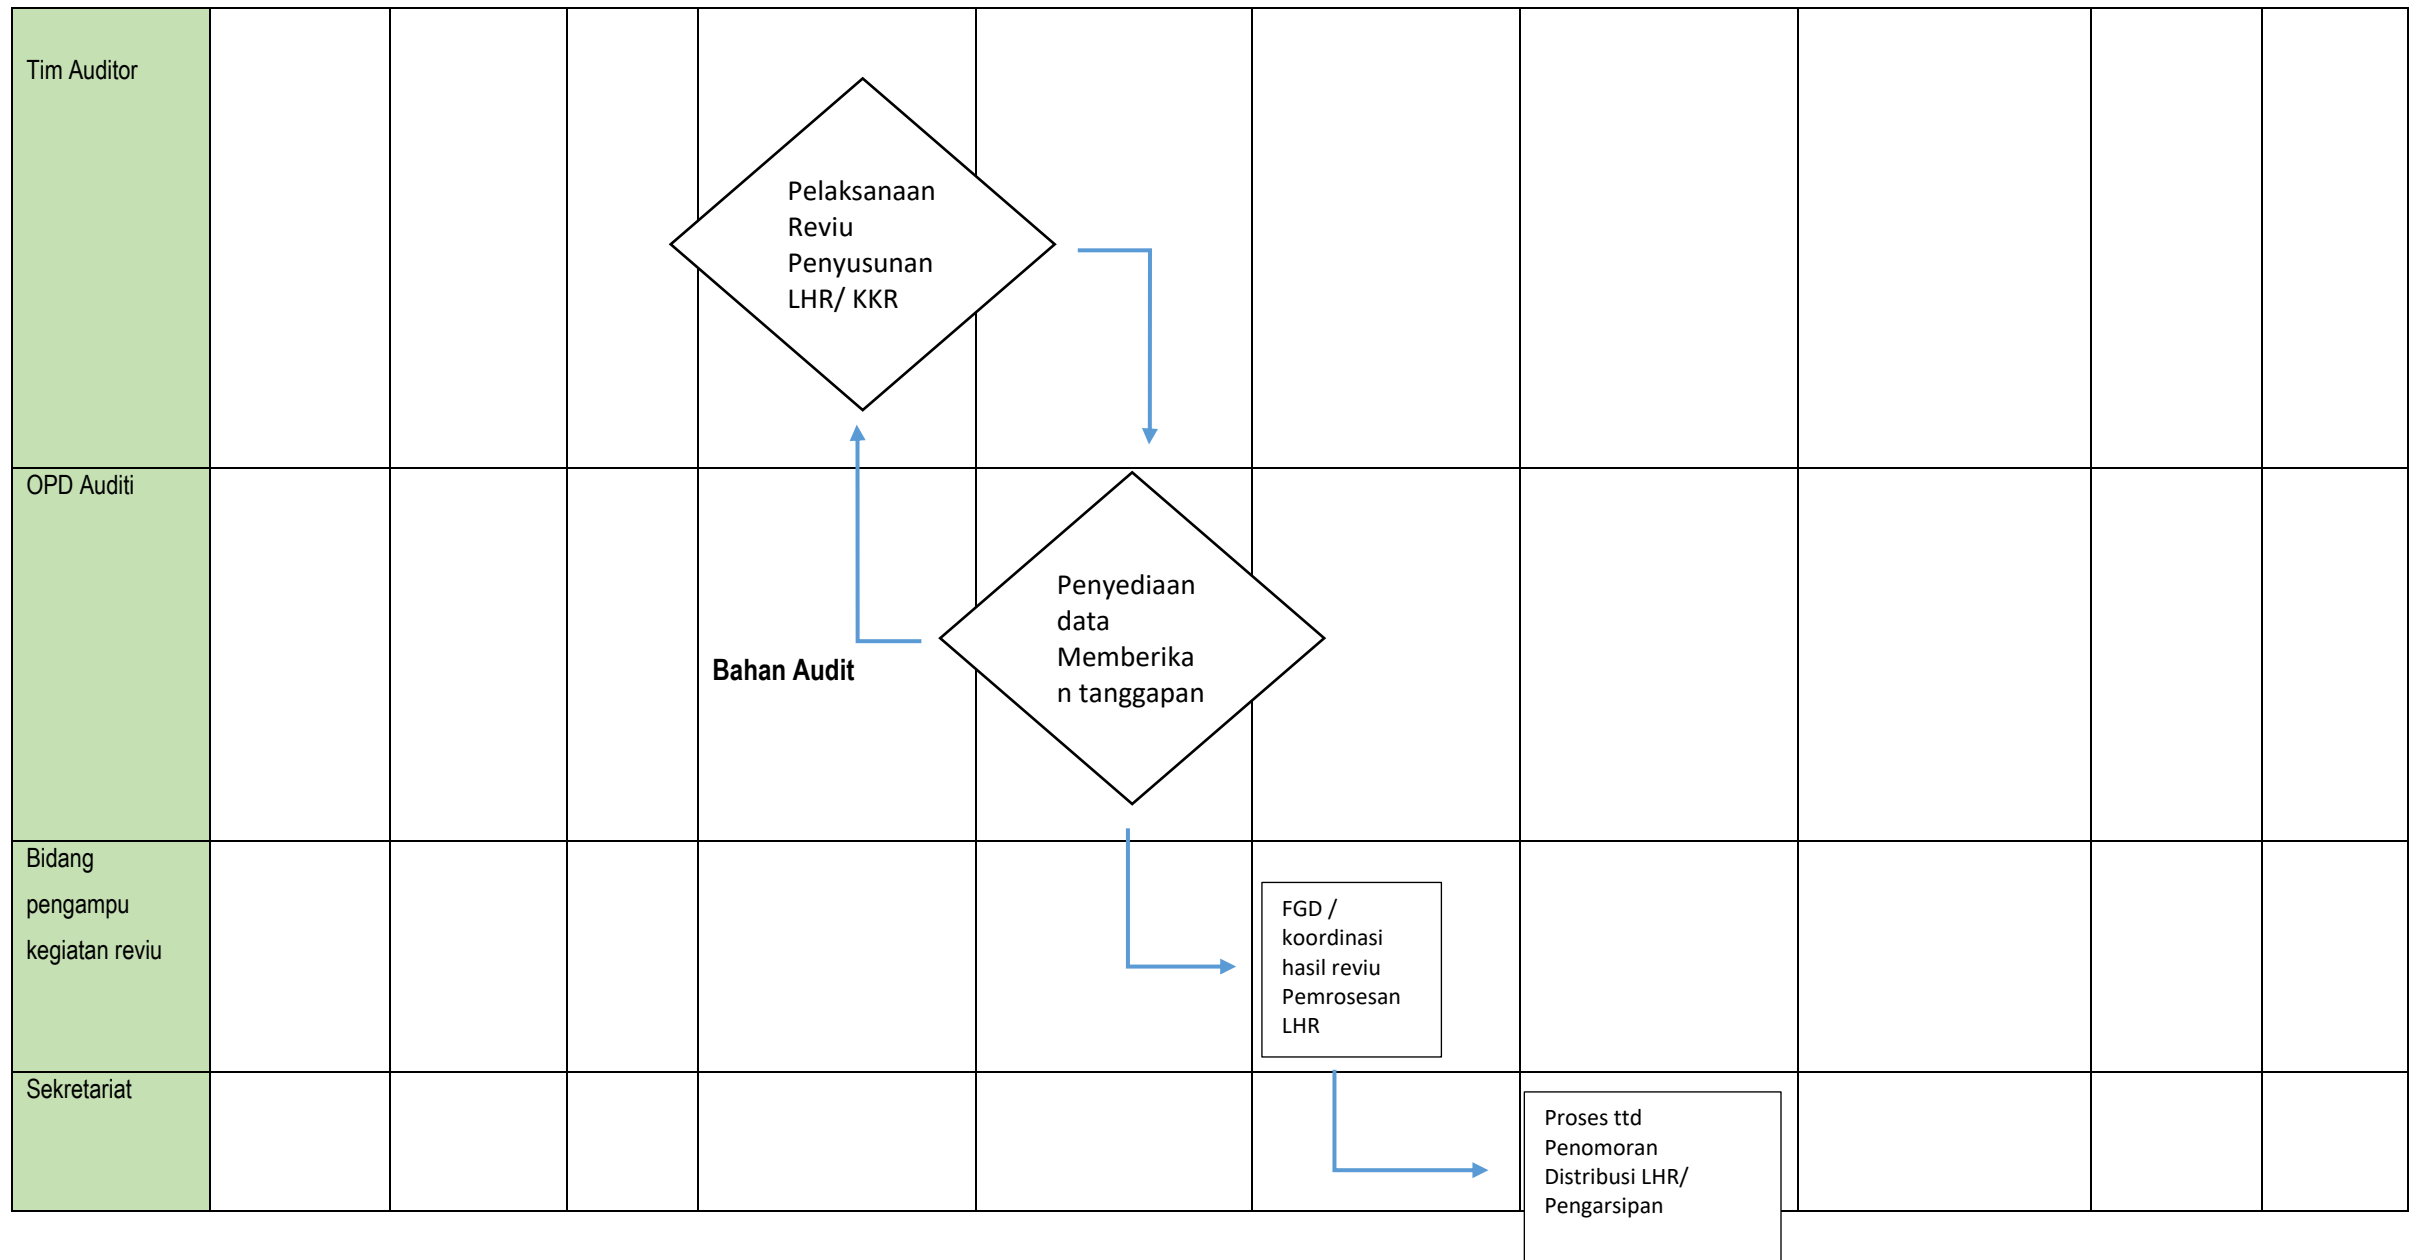 Tim Auditor
Pelaksanaan
Reviu
Penyusunan
LHR/ KKR
OPD Auditi
Bahan Audit
Penyediaan
data
Memberika
n tanggapan
Bidang
pengampu
kegiatan reviu
FGD /
koordinasi
hasil reviu
Pemrosesan
LHR
Sekretariat
Proses ttd
Penomoran
Distribusi LHR/
Pengarsipan